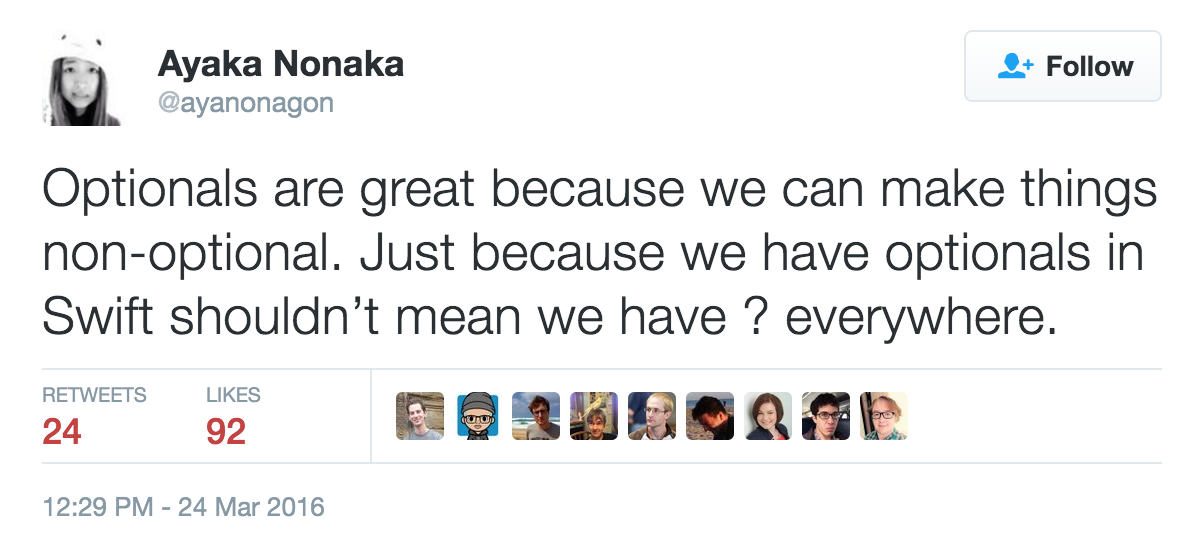 Ayaka Nonaka
@ayanonagon
Follow
Optionals are great because we can make things
non-optional. Just because we have optionals in
Swift shouldn’t mean we have ? everywhere.
RETWEETS LIKES
24 92
12:29 PM - 24 Mar 2016